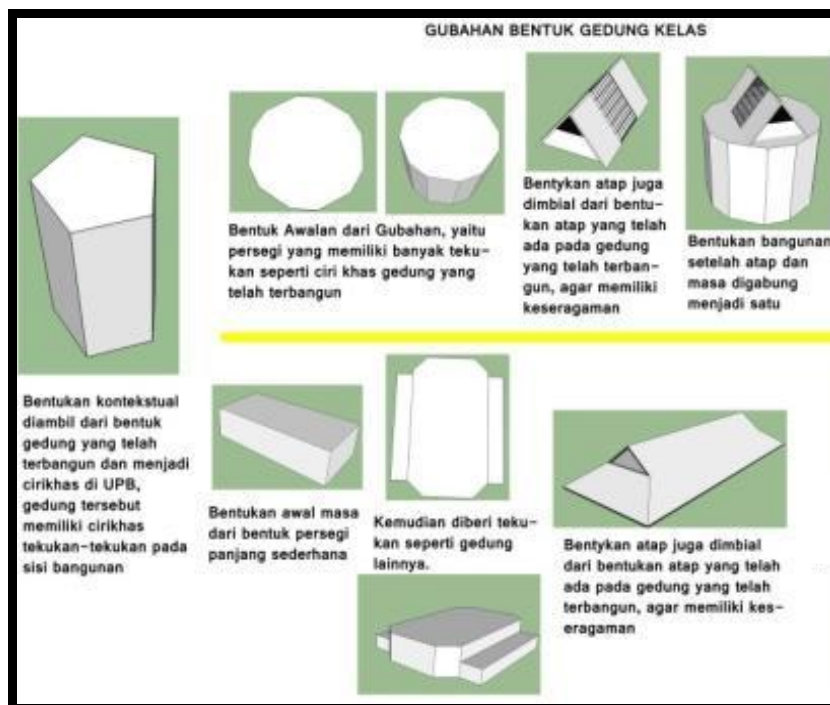 GUBAHAN BENTUK GEDUNG KELAS
Bentuk Awalan dari Gubahan, yaitu
persegi yang memiliki banyak teku-
kan seperti ciri khas gedung yang
telah terbangun
Bentykan atap juga
dimbial dari bentu-
kan atap yang telah
ada pada gedung
yang telah terban-
gun, agar memiliki
keseragaman
Bentukan bangunan
setelah atap dan
masa digabung
menjadi satu
Bentukan kontekstual
diambil dari bentuk
gedung yang telah
terbangun dan menjadi
cirikhas di UPB,
gedung tersebut
memiliki cirikhas
tekukan-tekukan pada
sisi bangunan
Bentukan awal masa
dari bentuk persegi
panjang sederhana
Kemudian diberi teku-
kan seperti gedung
lainnya.
Bentykan atap juga dimbial
dari bentukan atap yang telah
ada pada gedung yang telah
terbangun, agar memiliki kes-
eragaman